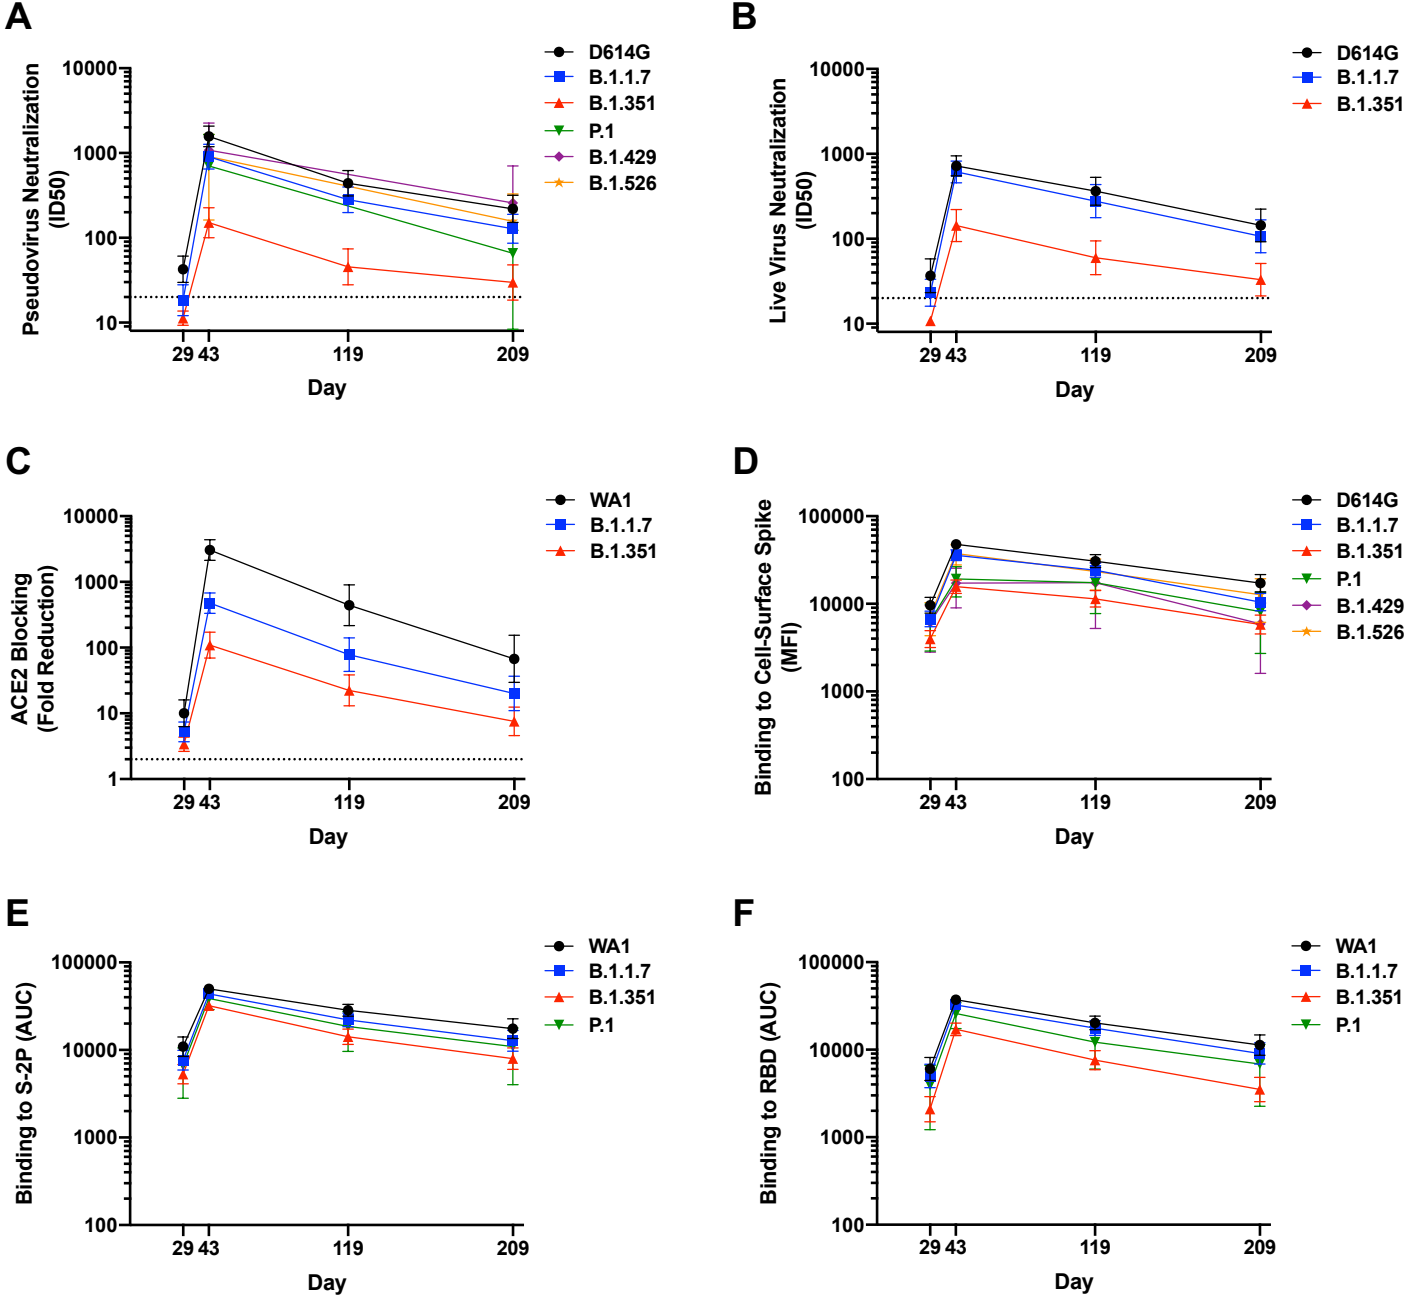 A
Pseudovirus Neutralization
(ID50)
10000
1000
100
10
29 43 119 209
Day
D614G
B.1.1.7
B.1.351
P.1
B.1.429
B.1.526
B
Live Virus Neutralization
(ID50)
10000
1000
100
10
29 43 119 209
Day
D614G
B.1.1.7
B.1.351
C
ACE2 Blocking
(Fold Reduction)
10000
1000
100
10
1
29 43 119 209
Day
WA1
B.1.1.7
B.1.351
D
Binding to Cell-Surface Spike
(MFI)
100000
10000
1000
100
29 43 119 209
Day
D614G
B.1.1.7
B.1.351
P.1
B.1.429
B.1.526
E
Binding to S-2P (AUC)
100000
10000
1000
100
29 43 119 209
Day
WA1
B.1.1.7
B.1.351
P.1
F
Binding to RBD (AUC)
100000
10000
1000
100
29 43 119 209
Day
WA1
B.1.1.7
B.1.351
P.1